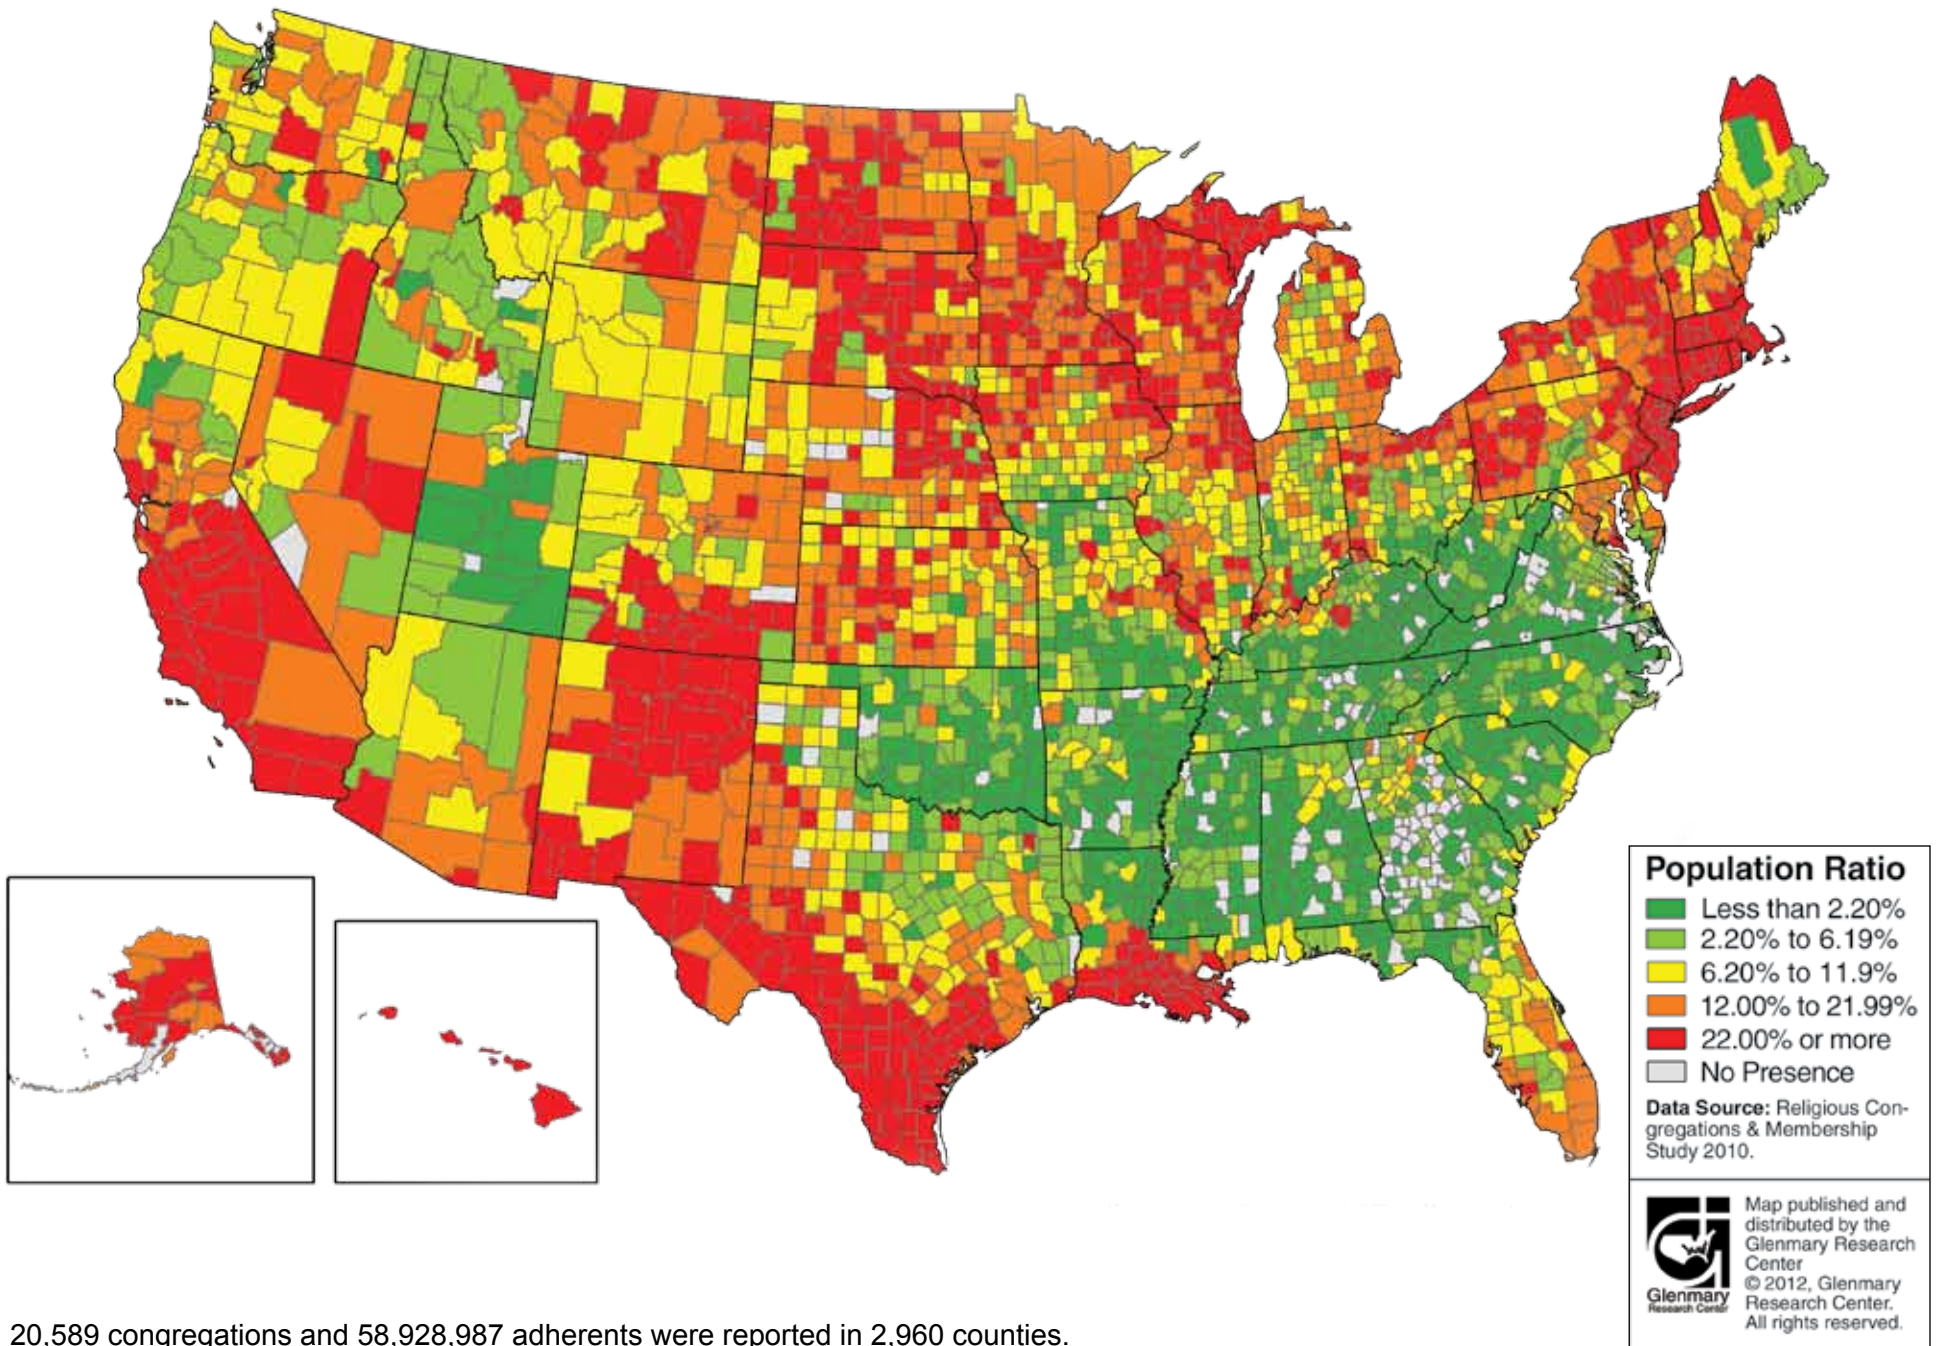 Population Ratio
Less than 2.20%
2.20% to 6.19%
6.20% to 11.9%
12.00% to 21.99%
22.00% or more
No Presence
Data Source: Religious Con-
gregations & Membership
Study 2010.
Map published and
distributed by the
Glenmary Research
Center
© 2012, Glenmary
Research Center.
All rights reserved.
Glenmary
Research Center
20,589 congregations and 58,928,987 adherents were reported in 2,960 counties.